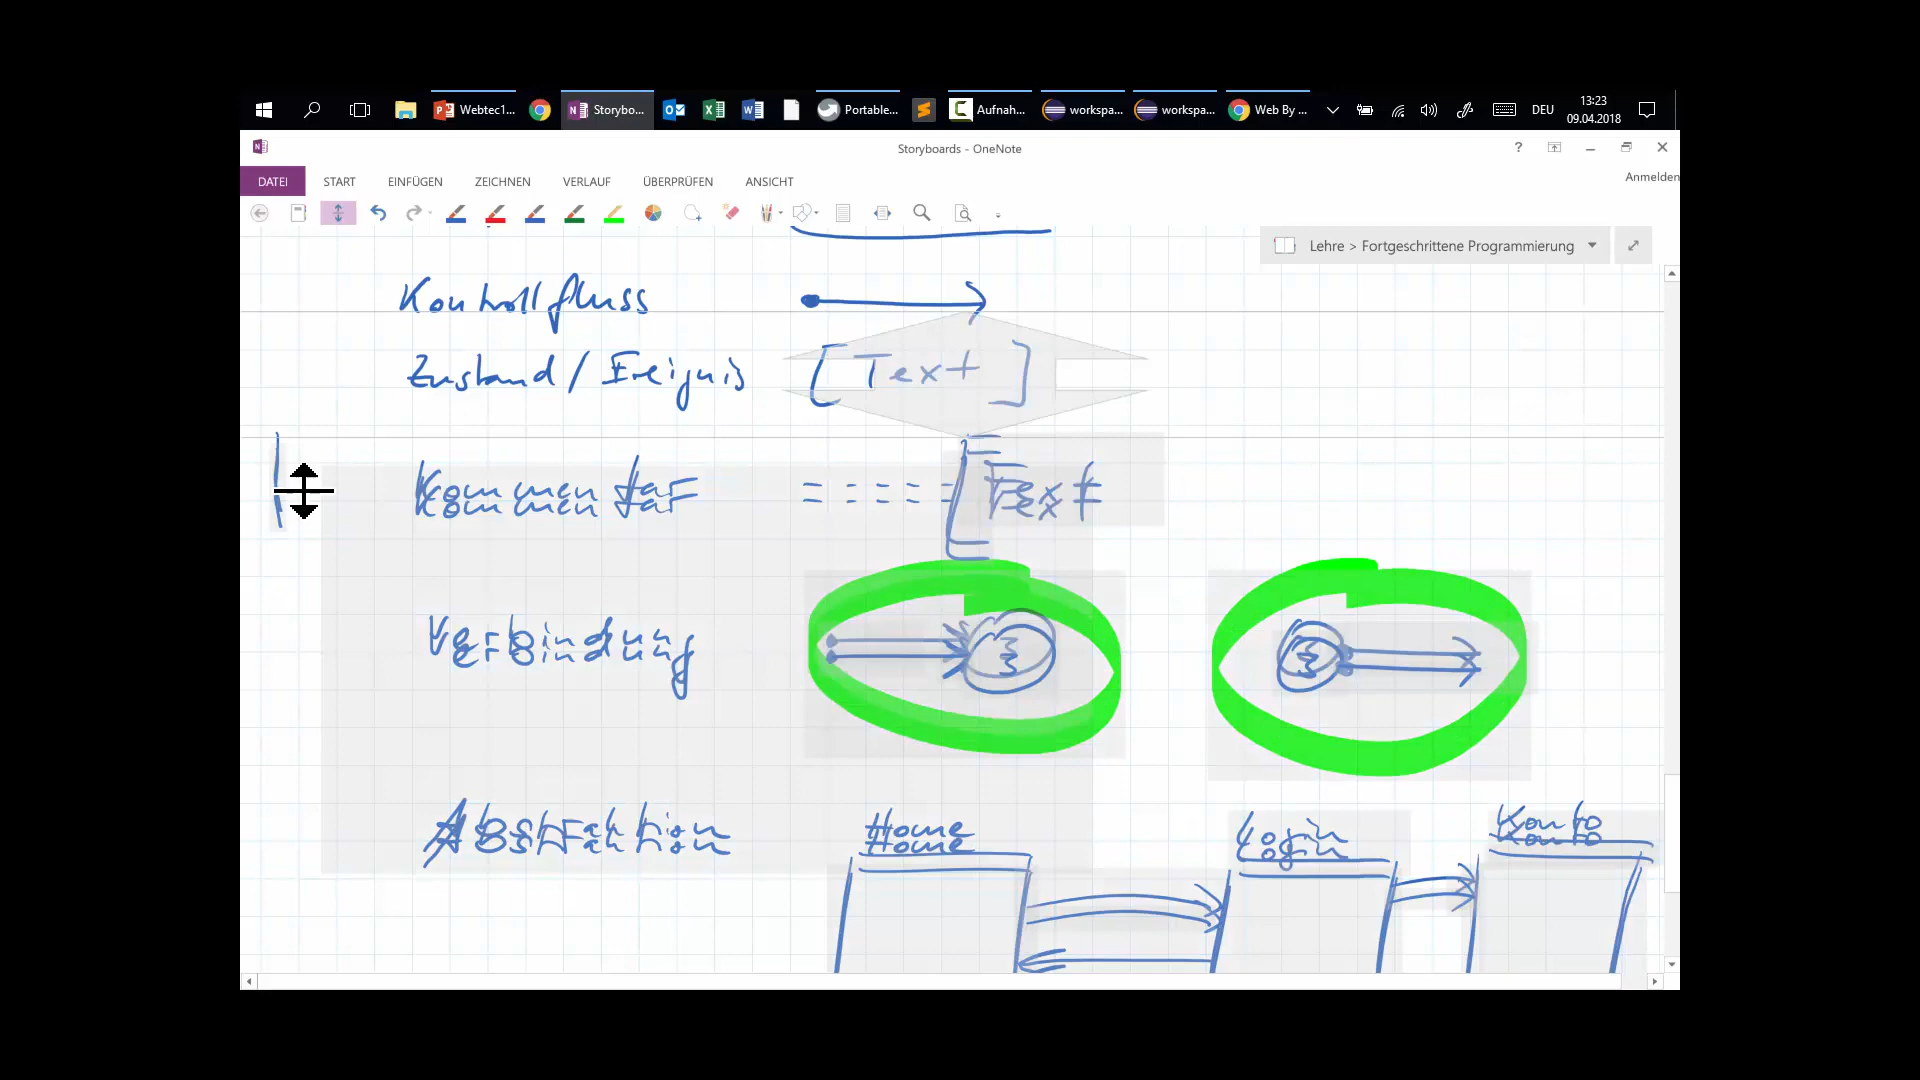 Webtec1...
Storybo...
Portable...
Aufnah...
workspa...
workspa...
Web By ...
DEU
13:23
09.04.2018
Storyboards - OneNote
?
DATEI START EINFÜGEN ZEICHNEN VERLAUF ÜBERPRÜFEN ANSICHT
Anmelden
Lehre > Fortgeschrittene Programmierung
Kontrollfluss
Zustand / Ereignis [Text]
Kommentar [Text
Verbindung 3 3
Abstraktion Home Login Konto